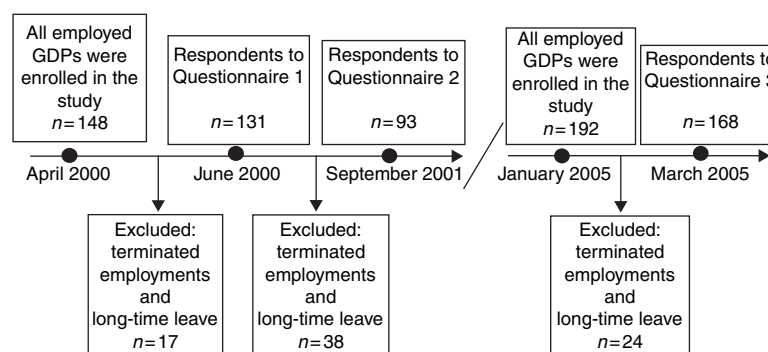 All employed
GDPs were
enrolled in the
study
n=148
Respondents to
Questionnaire 1
n=131
Respondents to
Questionnaire 2
n=93
All employed
GDPs were
enrolled in the
study
n=192
Respondents to
Questionnaire 3
n=168
April 2000
June 2000
September 2001
January 2005
March 2005
Excluded:
terminated
employments
and
long-time leave
n=17
Excluded:
terminated
employments
and
long-time leave
n=38
Excluded:
terminated
employments
and
long-time leave
n=24